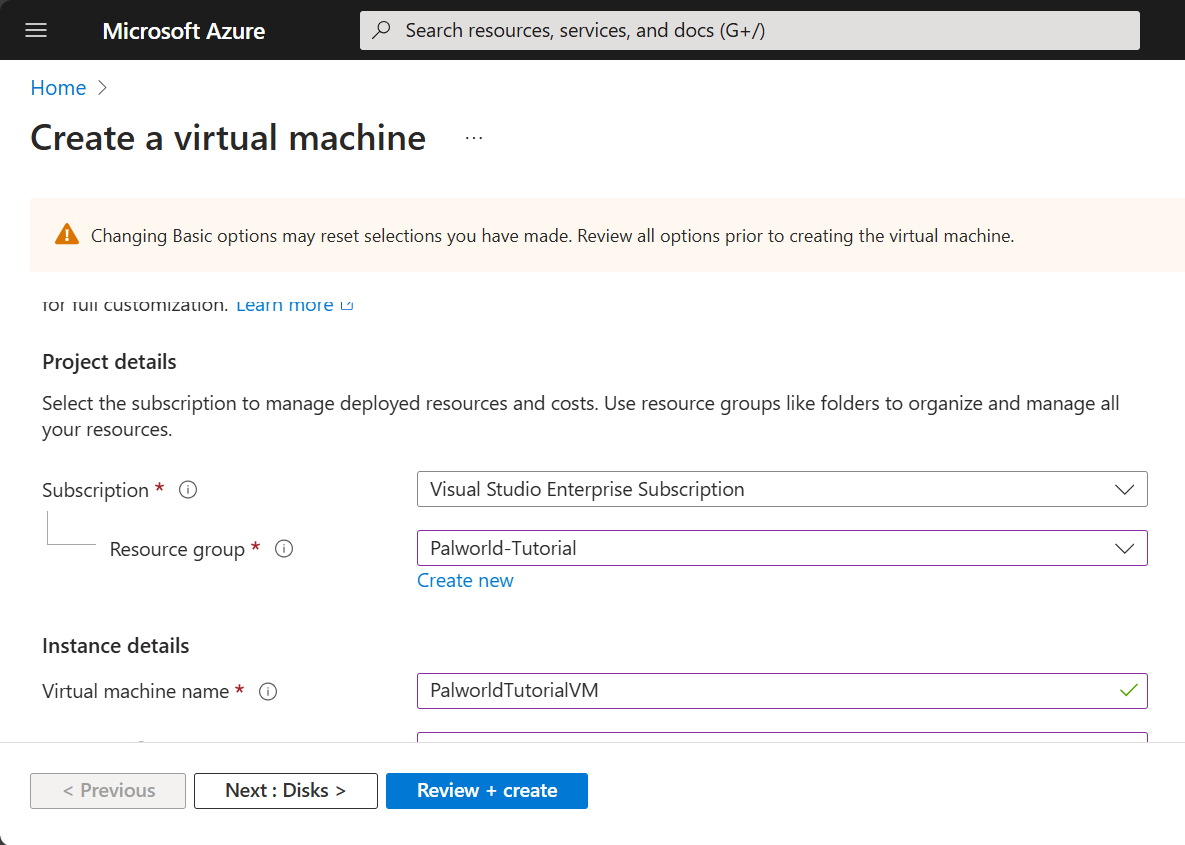 Microsoft Azure
Search resources, services, and docs (G+/)
Home >
Create a virtual machine ...
Changing Basic options may reset selections you have made. Review all options prior to creating the virtual machine.
for full customization. Learn more
Project details
Select the subscription to manage deployed resources and costs. Use resource groups like folders to organize and manage all
your resources.
Subscription *
Visual Studio Enterprise Subscription
Resource group *
Palworld-Tutorial
Create new
Instance details
Virtual machine name *
PalworldTutorialVM
< Previous
Next : Disks >
Review + create